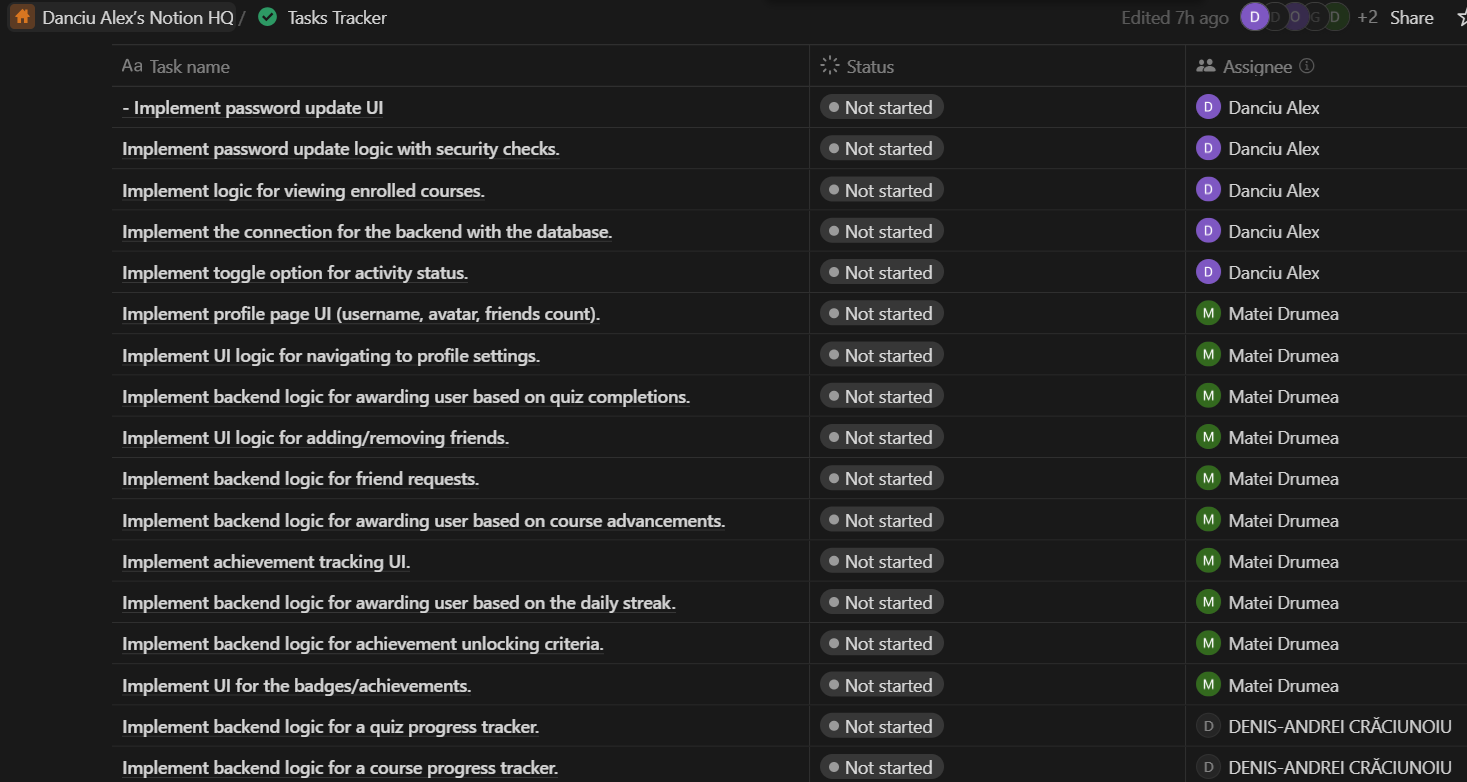 Danciu Alex's Notion HQ / Tasks Tracker Edited 7h ago D D O G D +2 Share
Aa Task name Status Assignee
- Implement password update UI Not started D Danciu Alex
Implement password update logic with security checks. Not started D Danciu Alex
Implement logic for viewing enrolled courses. Not started D Danciu Alex
Implement the connection for the backend with the database. Not started D Danciu Alex
Implement toggle option for activity status. Not started D Danciu Alex
Implement profile page UI (username, avatar, friends count). Not started M Matei Drumea
Implement UI logic for navigating to profile settings. Not started M Matei Drumea
Implement backend logic for awarding user based on quiz completions. Not started M Matei Drumea
Implement UI logic for adding/removing friends. Not started M Matei Drumea
Implement backend logic for friend requests. Not started M Matei Drumea
Implement backend logic for awarding user based on course advancements. Not started M Matei Drumea
Implement achievement tracking UI. Not started M Matei Drumea
Implement backend logic for awarding user based on the daily streak. Not started M Matei Drumea
Implement backend logic for achievement unlocking criteria. Not started M Matei Drumea
Implement UI for the badges/achievements. Not started M Matei Drumea
Implement backend logic for a quiz progress tracker. Not started D DENIS-ANDREI CRĂCIUNOIU
Implement backend logic for a course progress tracker. Not started D DENIS-ANDREI CRĂCIUNOIU